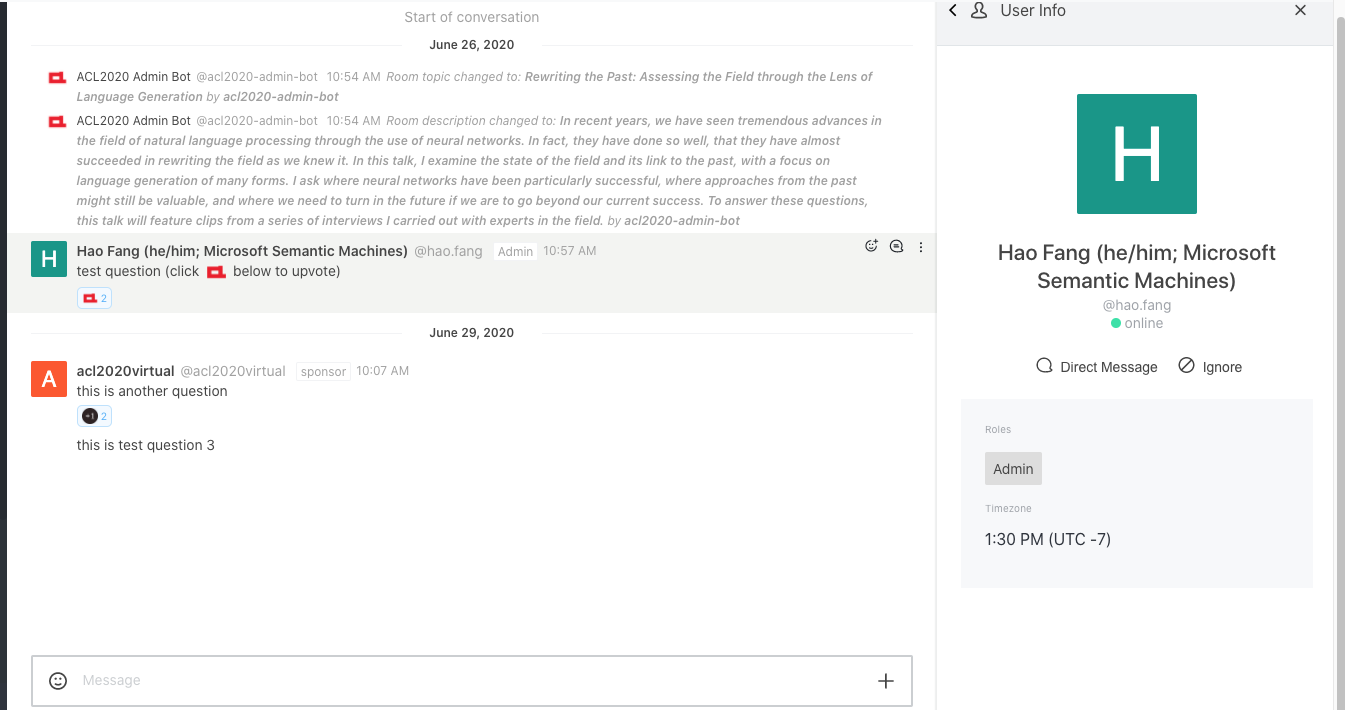 Start of conversation
June 26, 2020
ACL2020 Admin Bot @acl2020-admin-bot 10:54 AM Room topic changed to: Rewriting the Past: Assessing the Field through the Lens of
Language Generation by acl2020-admin-bot
ACL2020 Admin Bot @acl2020-admin-bot 10:54 AM Room description changed to: In recent years, we have seen tremendous advances in
the field of natural language processing through the use of neural networks. In fact, they have done so well, that they have almost
succeeded in rewriting the field as we knew it. In this talk, I examine the state of the field and its link to the past, with a focus on
language generation of many forms. I ask where neural networks have been particularly successful, where approaches from the past
might still be valuable, and where we need to turn in the future if we are to go beyond our current success. To answer these questions,
this talk will feature clips from a series of interviews I carried out with experts in the field. by acl2020-admin-bot
H
Hao Fang (he/him; Microsoft Semantic Machines) @hao.fang Admin 10:57 AM
test question (click below to upvote)
2
June 29, 2020
A
acl2020virtual @acl2020virtual sponsor 10:07 AM
this is another question
+1 2
this is test question 3
Message
User Info
H
Hao Fang (he/him; Microsoft
Semantic Machines)
@hao.fang
online
Direct Message Ignore
Roles
Admin
Timezone
1:30 PM (UTC -7)